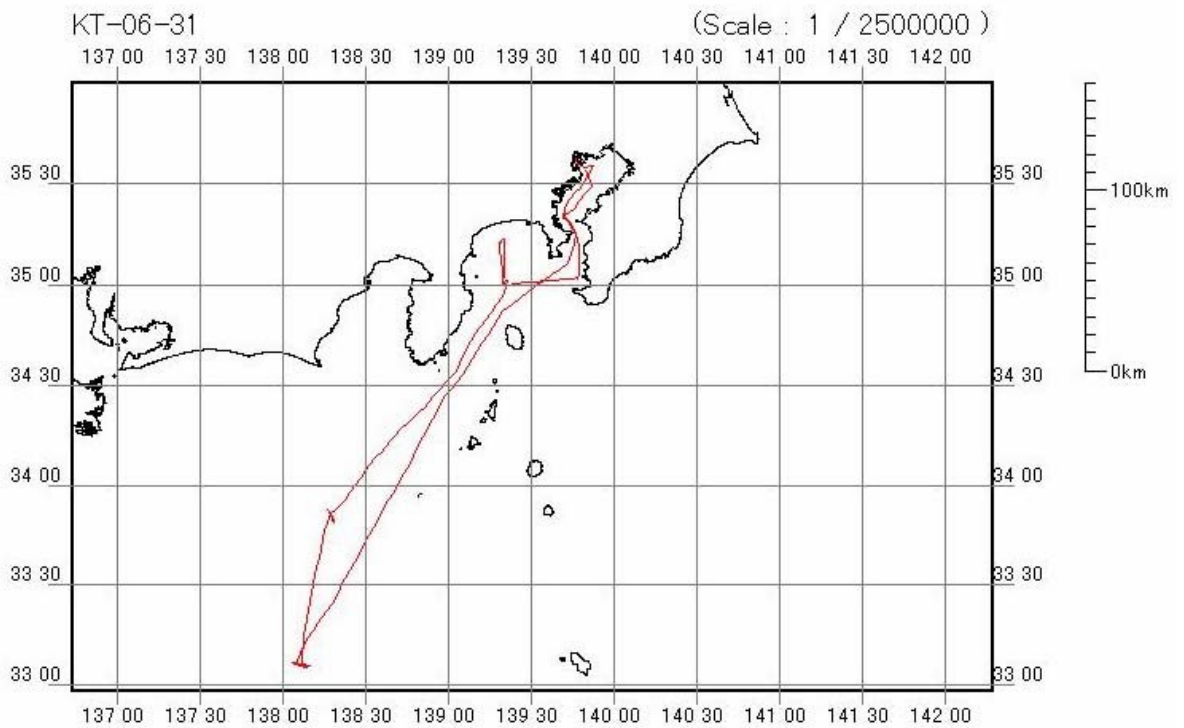 KT-06-31 (Scale : 1 / 2500000 )
137 00 137 30 138 00 138 30 139 00 139 30 140 00 140 30 141 00 141 30 142 00
35 30 35 30
100km
35 00 35 00
0km
34 30 34 30
34 00 34 00
33 30 33 30
33 00 33 00
137 00 137 30 138 00 138 30 139 00 139 30 140 00 140 30 141 00 141 30 142 00